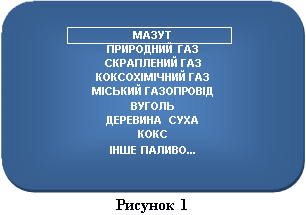 МАЗУТ
ПРИРОДНИЙ ГАЗ
СКРАПЛЕНИЙ ГАЗ
КОКСОХІМІЧНИЙ ГАЗ
МІСЬКИЙ ГАЗОПРОВІД
ВУГОЛЬ
ДЕРЕВИНА СУХА
КОКС
ІНШЕ ПАЛИВО...
Рисунок 1